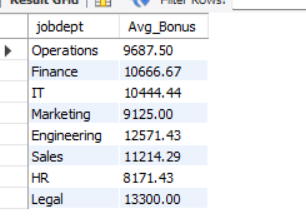 Result Grid Filter Rows:
jobdept Avg_Bonus
Operations 9687.50
Finance 10666.67
IT 10444.44
Marketing 9125.00
Engineering 12571.43
Sales 11214.29
HR 8171.43
Legal 13300.00